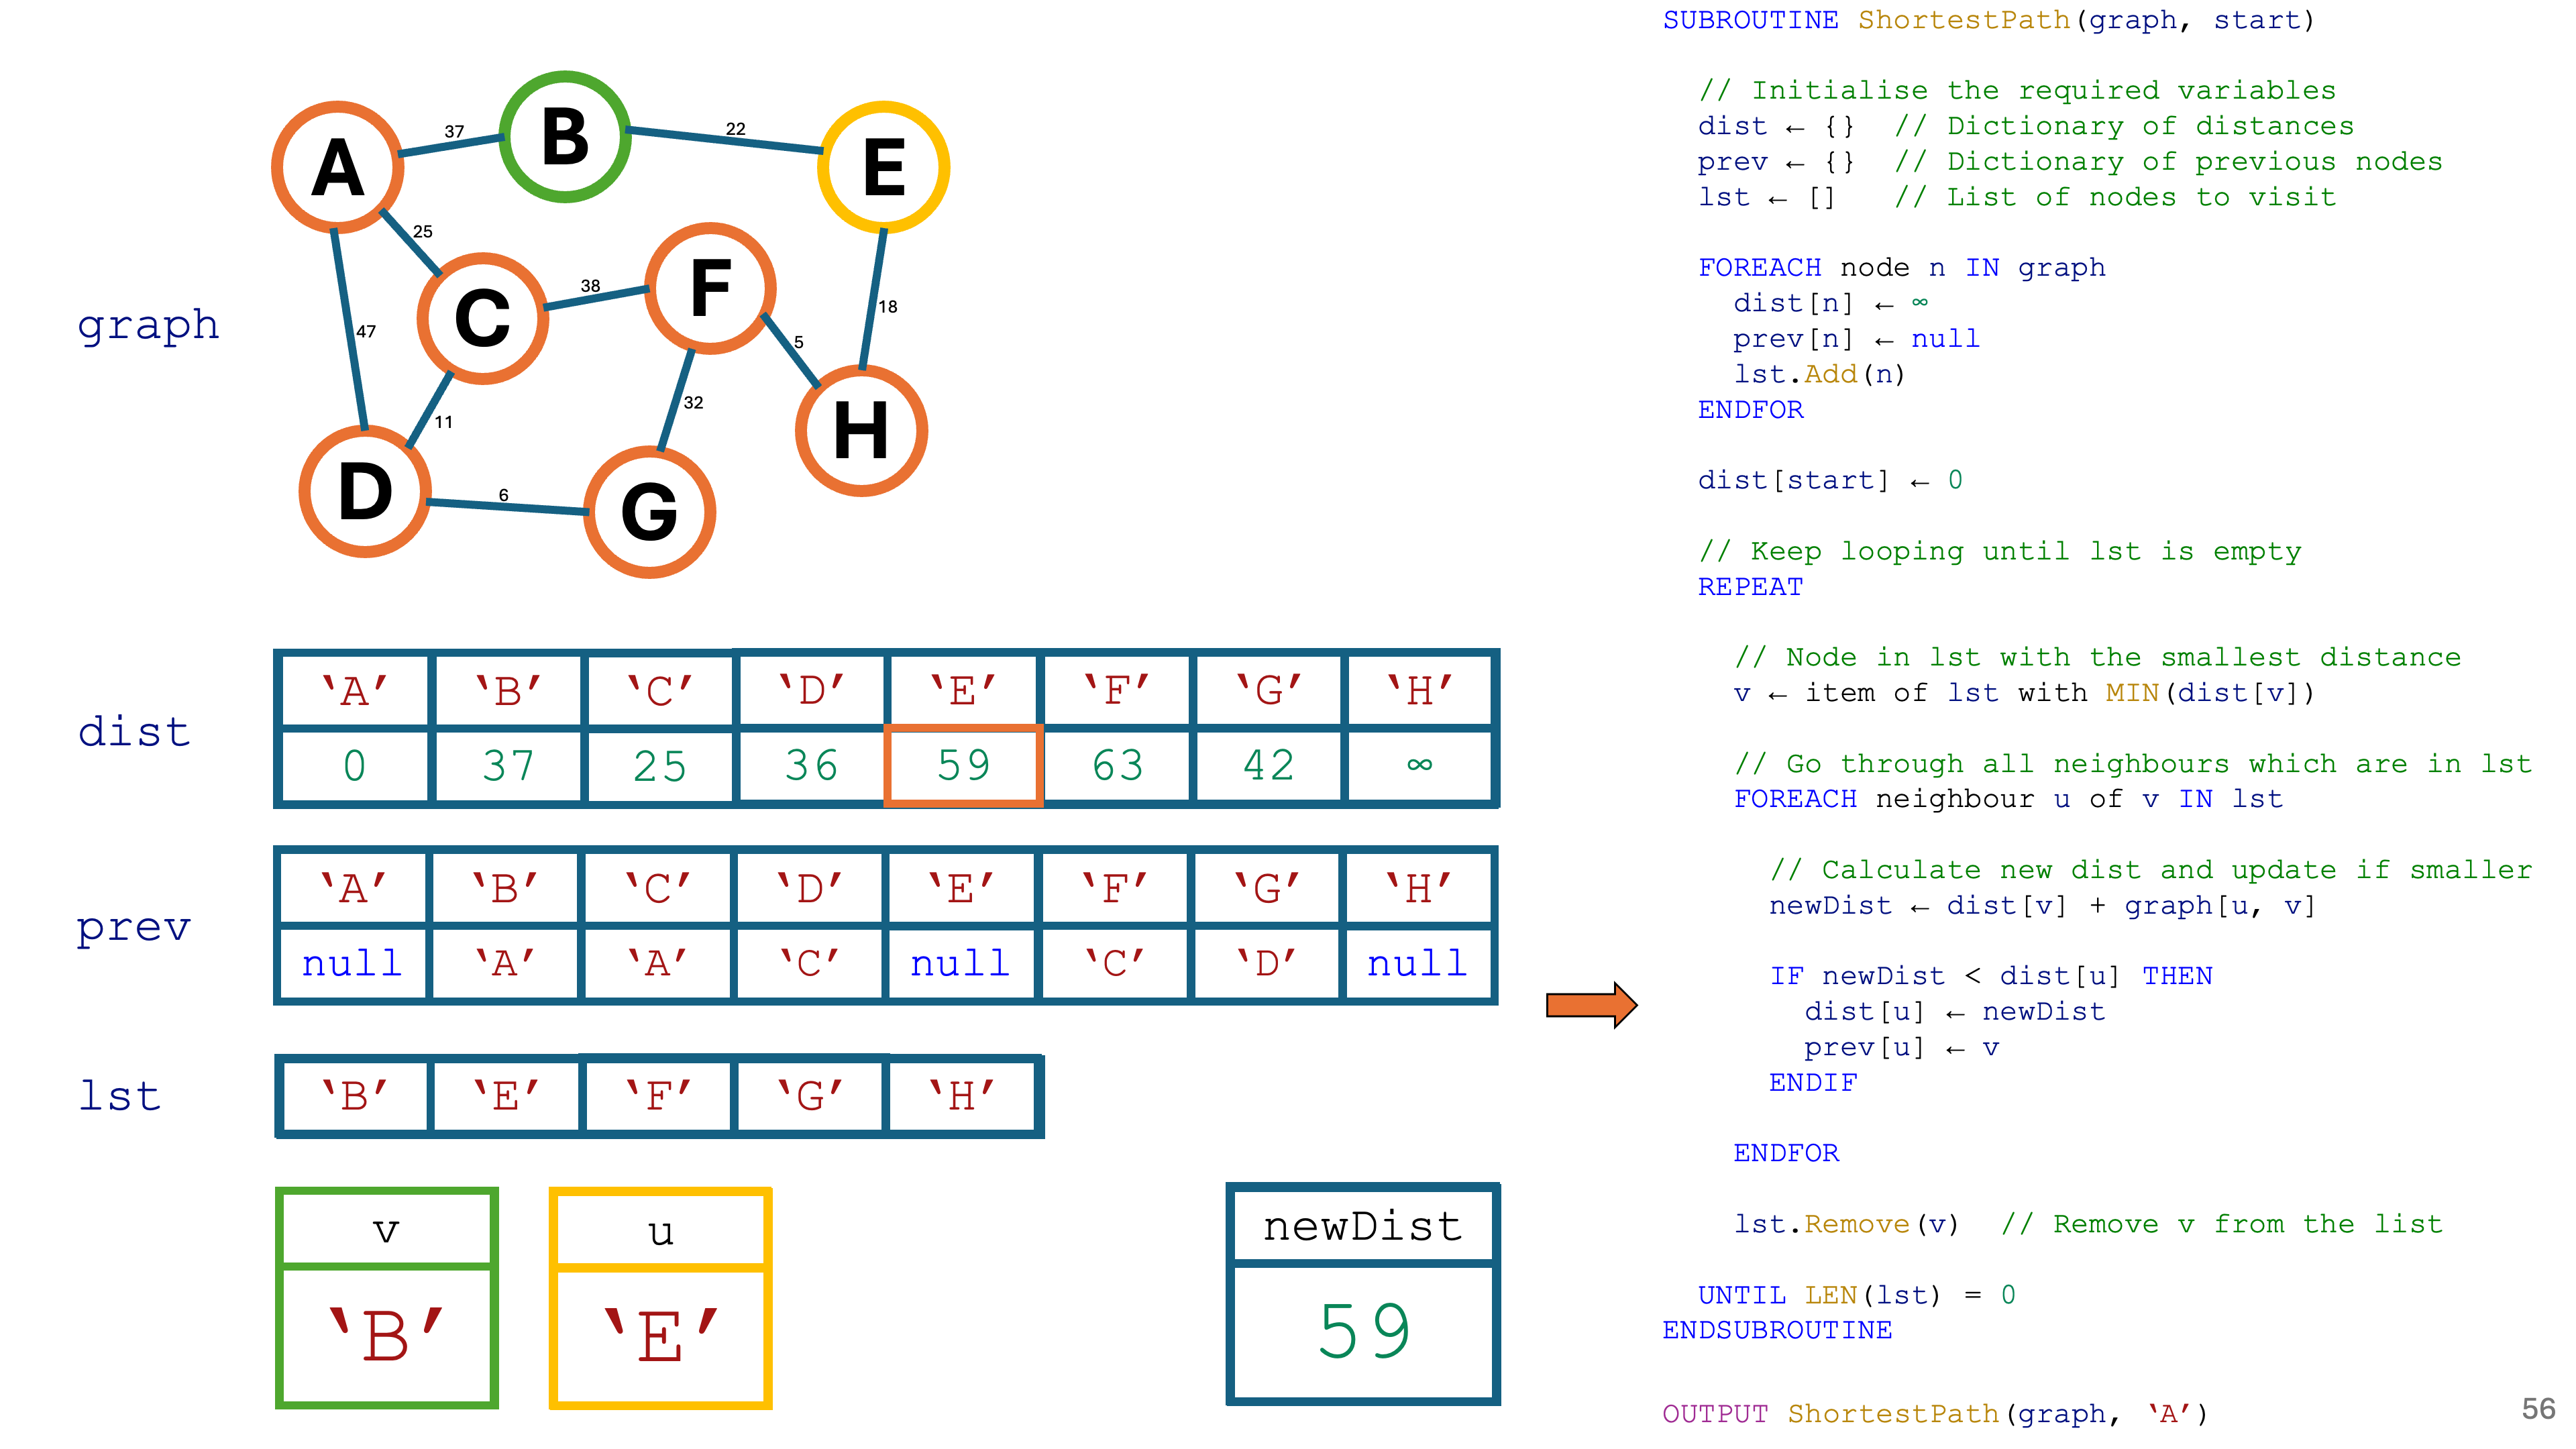 SUBROUTINE ShortestPath(graph, start)
// Initialise the required variables
dist ← {}  // Dictionary of distances
prev ← {}  // Dictionary of previous nodes
lst ← []   // List of nodes to visit
FOREACH node n IN graph
dist[n] ← ∞
prev[n] ← null
lst.Add(n)
ENDFOR
dist[start] ← 0
// Keep looping until lst is empty
REPEAT
// Node in lst with the smallest distance
v ← item of lst with MIN(dist[v])
// Go through all neighbours which are in lst
FOREACH neighbour u of v IN lst
// Calculate new dist and update if smaller
newDist ← dist[v] + graph[u, v]
IF newDist < dist[u] THEN
dist[u] ← newDist
prev[u] ← v
ENDIF
ENDFOR
lst.Remove(v)  // Remove v from the list
UNTIL LEN(lst) = 0
ENDSUBROUTINE
OUTPUT ShortestPath(graph, ‘A’)
graph
A
37
B
22
E
25
C
38
F
18
47
5
11
32
H
D
6
G
dist
‘A’ ‘B’ ‘C’ ‘D’ ‘E’ ‘F’ ‘G’ ‘H’
0 37 25 36 59 63 42 ∞
prev
‘A’ ‘B’ ‘C’ ‘D’ ‘E’ ‘F’ ‘G’ ‘H’
null ‘A’ ‘A’ ‘C’ null ‘C’ ‘D’ null
lst
‘B’ ‘E’ ‘F’ ‘G’ ‘H’
v
‘B’
u
‘E’
newDist
59
56